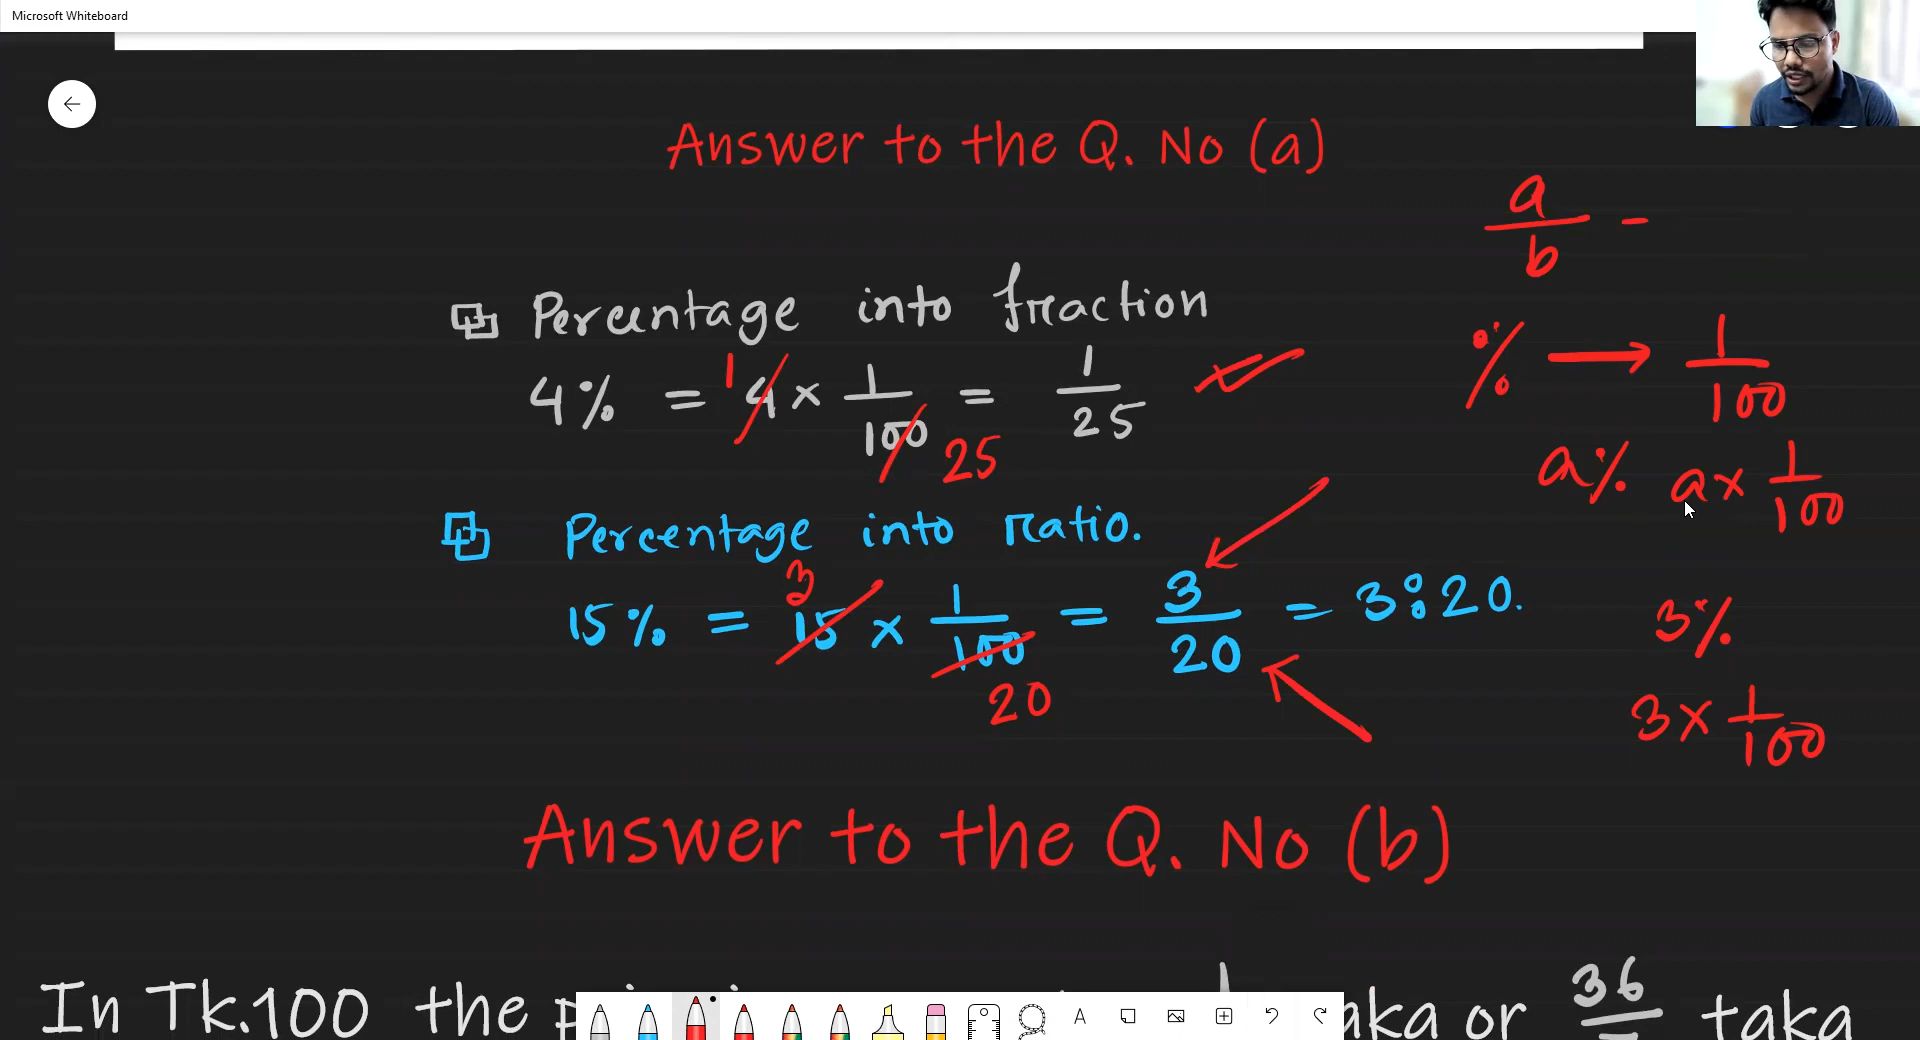 Microsoft Whiteboard
Answer to the Q. No (a)
a/b =
Percentage into fraction
% → 1/100
4% = 4 × 1/100 = 1/25
1
25
a% a × 1/100
Percentage into ratio.
15% = 15 × 1/100 = 3/20 = 3:20.
3
20
3%
3 × 1/100
Answer to the Q. No (b)
In Tk.100 the aka or 36 taka
A